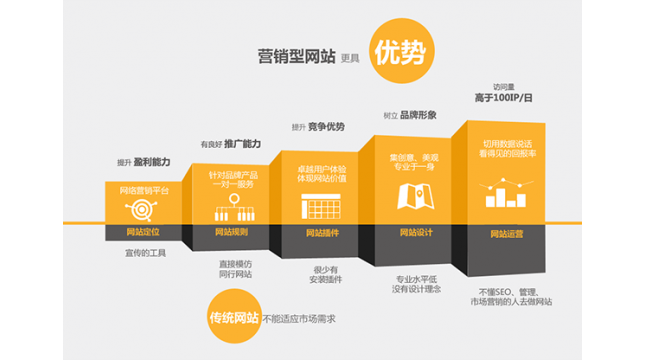 营销型网站 更具 优势
访问量
高于100IP/日
树立 品牌形象
提升 竞争优势
有良好 推广能力
提升 盈利能力
网络营销平台
针对品牌产品
一对一服务
卓越用户体验
体现网站价值
集创意、美观
专业于一身
切用数据说话
看得见的回报率
网站定位
网站规则
网站插件
网站设计
网站运营
宣传的工具
直接模仿
同行网站
很少有
安装插件
专业水平低
没有设计理念
不懂SEO、管理,
市场营销的人去做网站
传统网站 不能适应市场需求